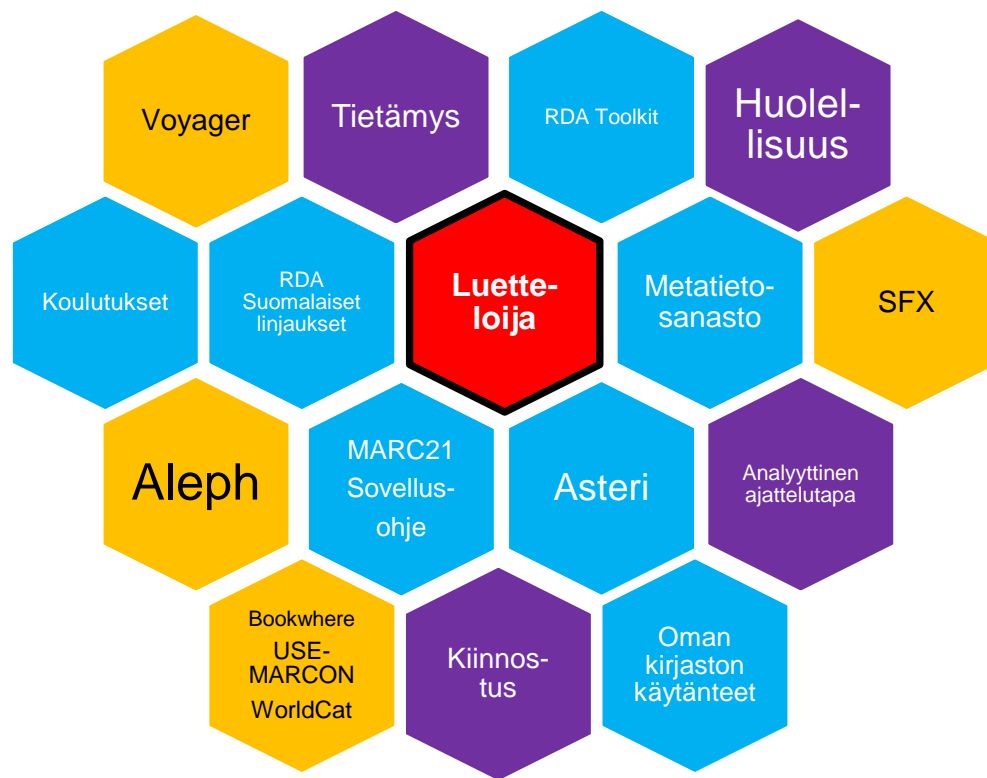 Voyager
Tietämys
RDA Toolkit
Huolel-
lisuus
Koulutukset
RDA
Suomalaiset
linjaukset
Luette-
loija
Metatieto-
sanasto
SFX
Aleph
MARC21
Sovellus-
ohje
Asteri
Analyyttinen
ajattelutapa
Bookwhere
USE-
MARCON
WorldCat
Kiinnos-
tus
Oman
kirjaston
käytänteet